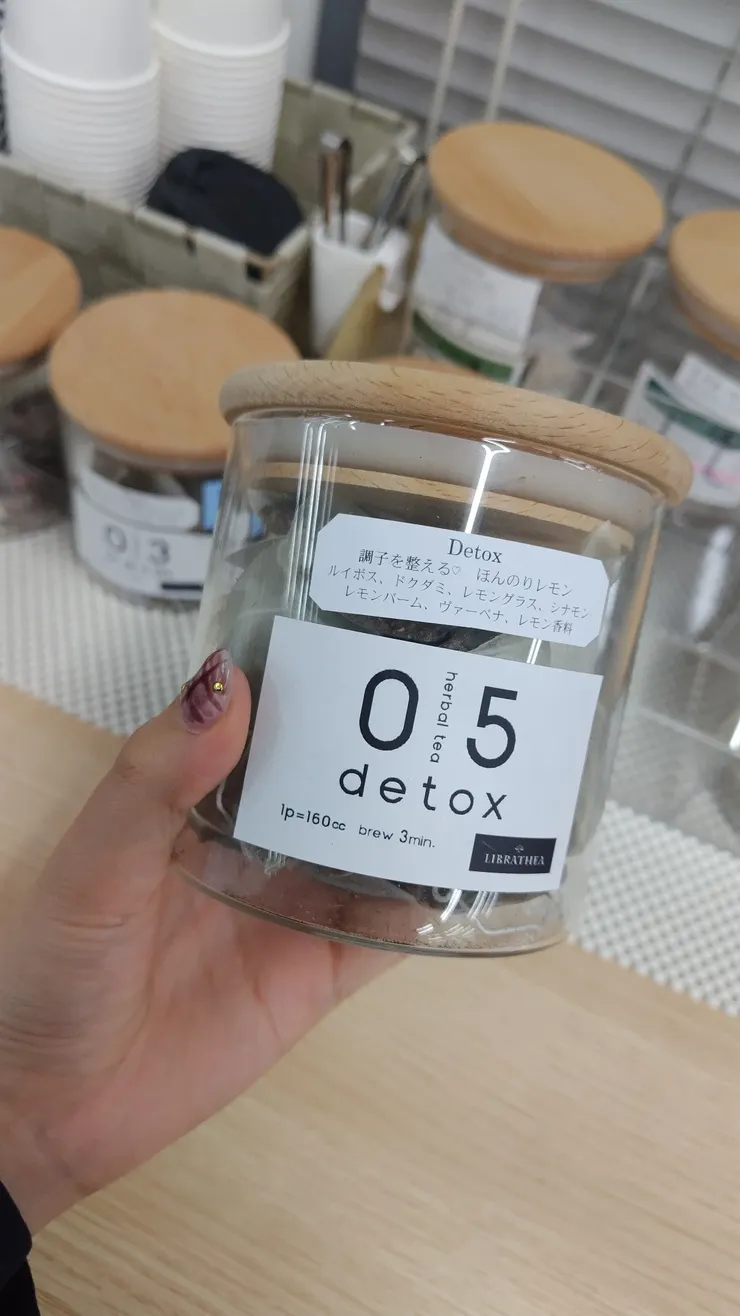 Detox
調子を整える♡ ほんのりレモン
ルイボス、ドクダミ、レモングラス、シナモン
レモンバーム、ヴァーベナ、レモン香料
05
herbal tea
detox
1p=160cc brew 3min.
LIBRATHEA
03